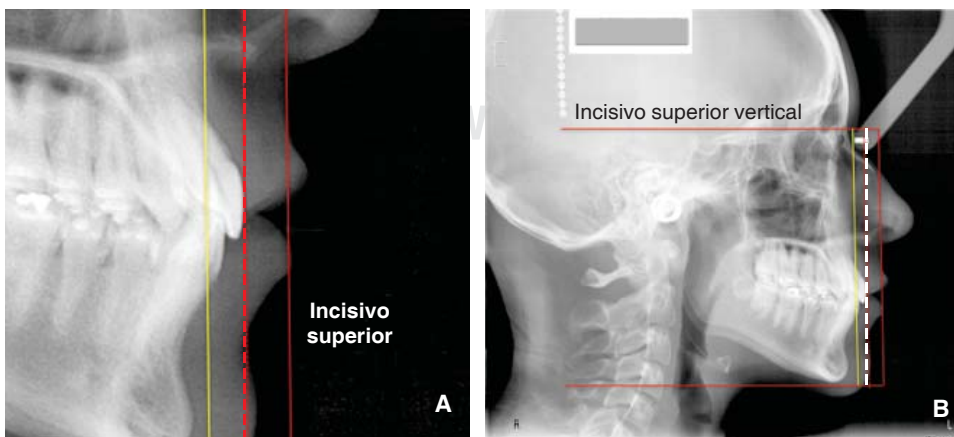 Incisivo
superior
A
Incisivo superior vertical
B